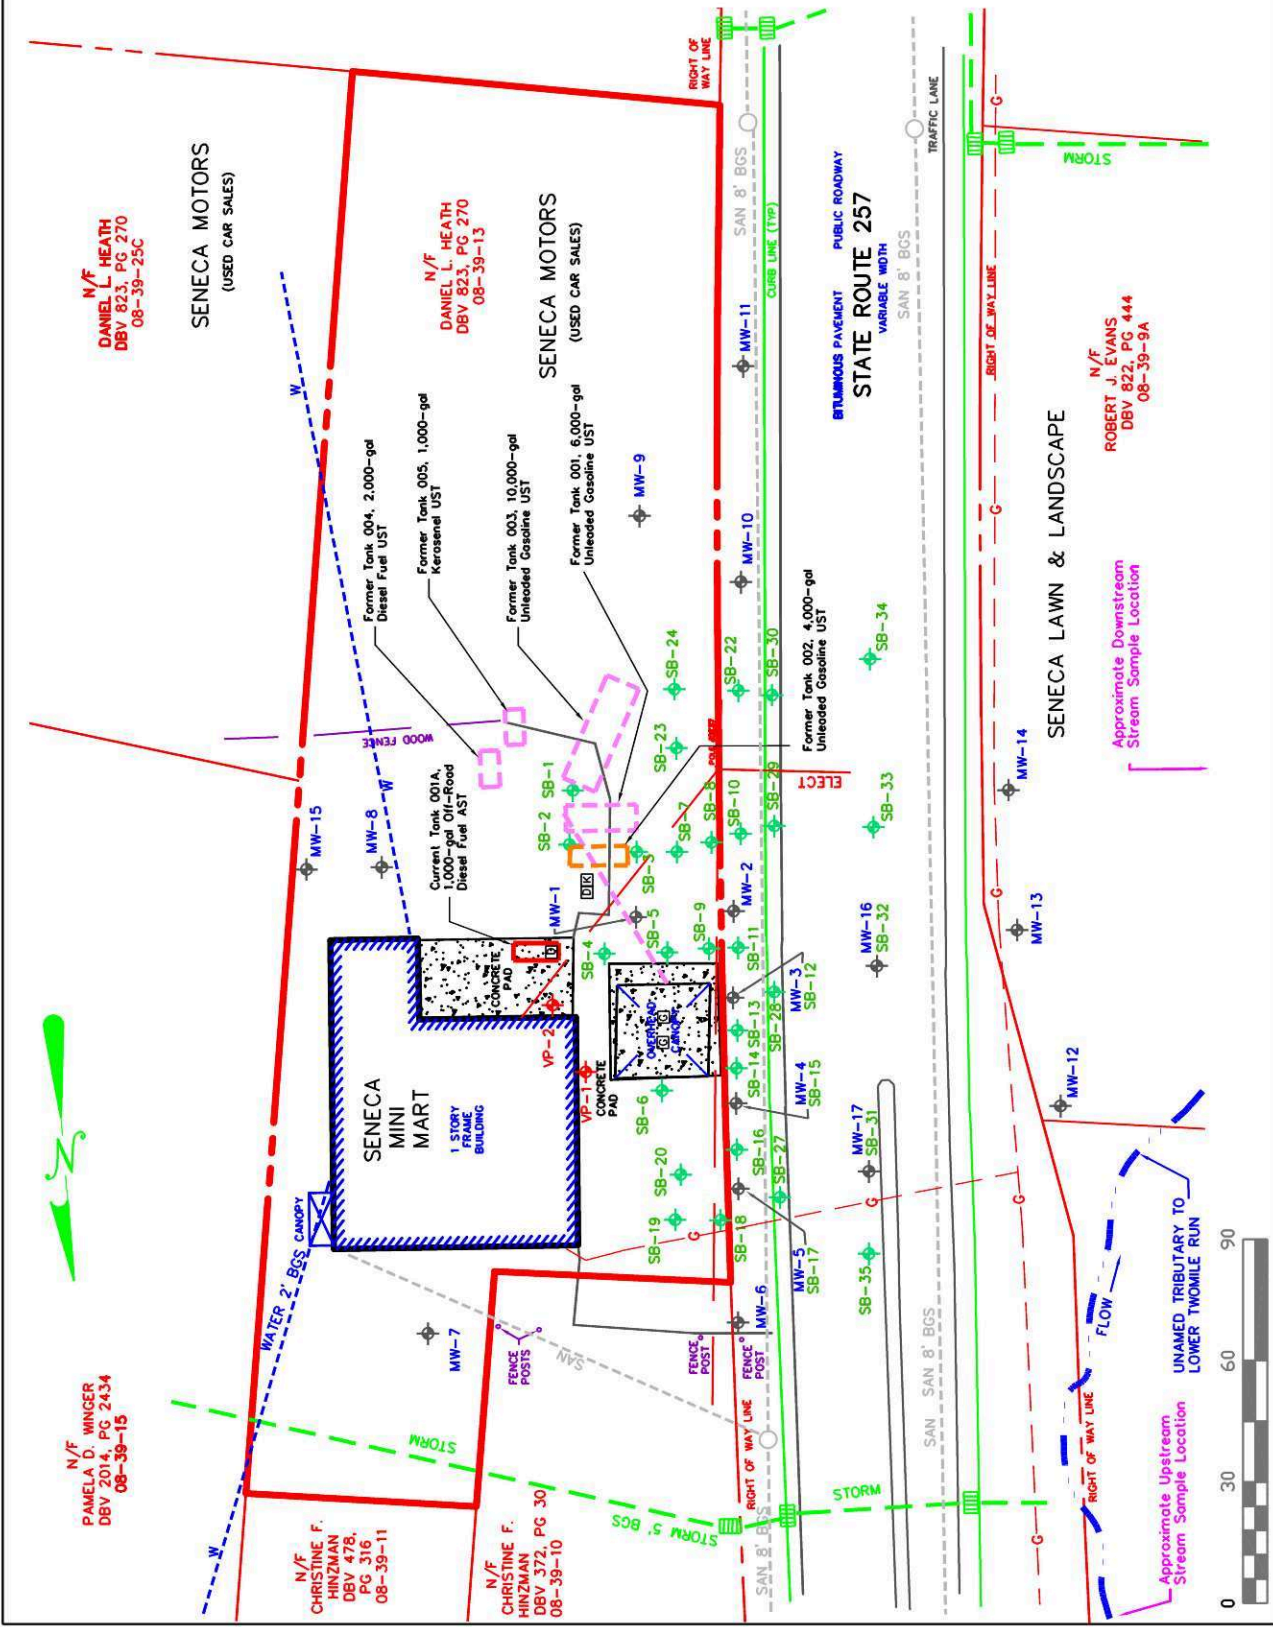 N/F
DANIEL L. HEATH
DBV 823, PG 270
08-39-25C
SENECA MOTORS
(USED CAR SALES)
N/F
DANIEL L. HEATH
DBV 823, PG 270
08-39-13
SENECA MOTORS
(USED CAR SALES)
RIGHT OF
WAY LINE
W
Former Tank 004, 2,000-gal
Diesel Fuel UST
Former Tank 005, 1,000-gal
Kerosenel UST
Former Tank 003, 10,000-gal
Unleaded Gasoline UST
Former Tank 001, 6,000-gal
Unleaded Gasoline UST
Former Tank 002, 4,000-gal
Unleaded Gasoline UST
Current Tank 001A,
1,000-gal Off-Road
Diesel Fuel AST
WOOD FENCE
W
MW-15
MW-8
MW-9
MW-10
MW-11
SAN 8' BGS
CURB LINE (TYP)
BITUMINOUS PAVEMENT PUBLIC ROADWAY
STATE ROUTE 257
VARIABLE WIDTH
SAN 8' BGS
TRAFFIC LANE
STORM
G
RIGHT OF WAY LINE
G
N/F
ROBERT J. EVANS
DBV 822, PG 444
08-39-9A
SENECA LAWN & LANDSCAPE
Approximate Downstream
Stream Sample Location
SB-1
SB-2
SB-3
SB-7
SB-8
SB-10
SB-23
SB-24
SB-22
SB-30
SB-29
SB-34
SB-33
ELECT
DK
MW-1
MW-2
SB-4
SB-5
SB-9
SB-11
MW-3
SB-12
SB-13
SB-28
SB-14
MW-4
SB-15
SB-16
SB-27
MW-5
SB-17
SB-18
SB-19
SB-20
SB-6
MW-16
SB-32
MW-17
SB-31
SB-35
MW-14
MW-13
MW-12
G
G
G
G
G
CONCRETE
PAD
D
VP-2
VP-1
CONCRETE
PAD
OVERHEAD
CANOPY
G
G
SENECA
MINI
MART
1 STORY
FRAME
BUILDING
CANOPY
WATER 2' BGS
W
N
MW-7
MW-6
FENCE
POSTS
FENCE
POST
FENCE
POST
SAN
STORM
STORM 5' BGS
STORM
RIGHT OF WAY LINE
SAN 8' BGS
SAN 8' BGS
SAN
N/F
PAMELA D. WINGER
DBV 2014, PG 2434
08-39-15
N/F
CHRISTINE F.
HINZMAN
DBV 478,
PG 316
08-39-11
N/F
CHRISTINE F.
HINZMAN
DBV 372, PG 30
08-39-10
RIGHT OF WAY LINE
FLOW
UNAMED TRIBUTARY TO
LOWER TWOMILE RUN
Approximate Upstream
Stream Sample Location
0
30
60
90